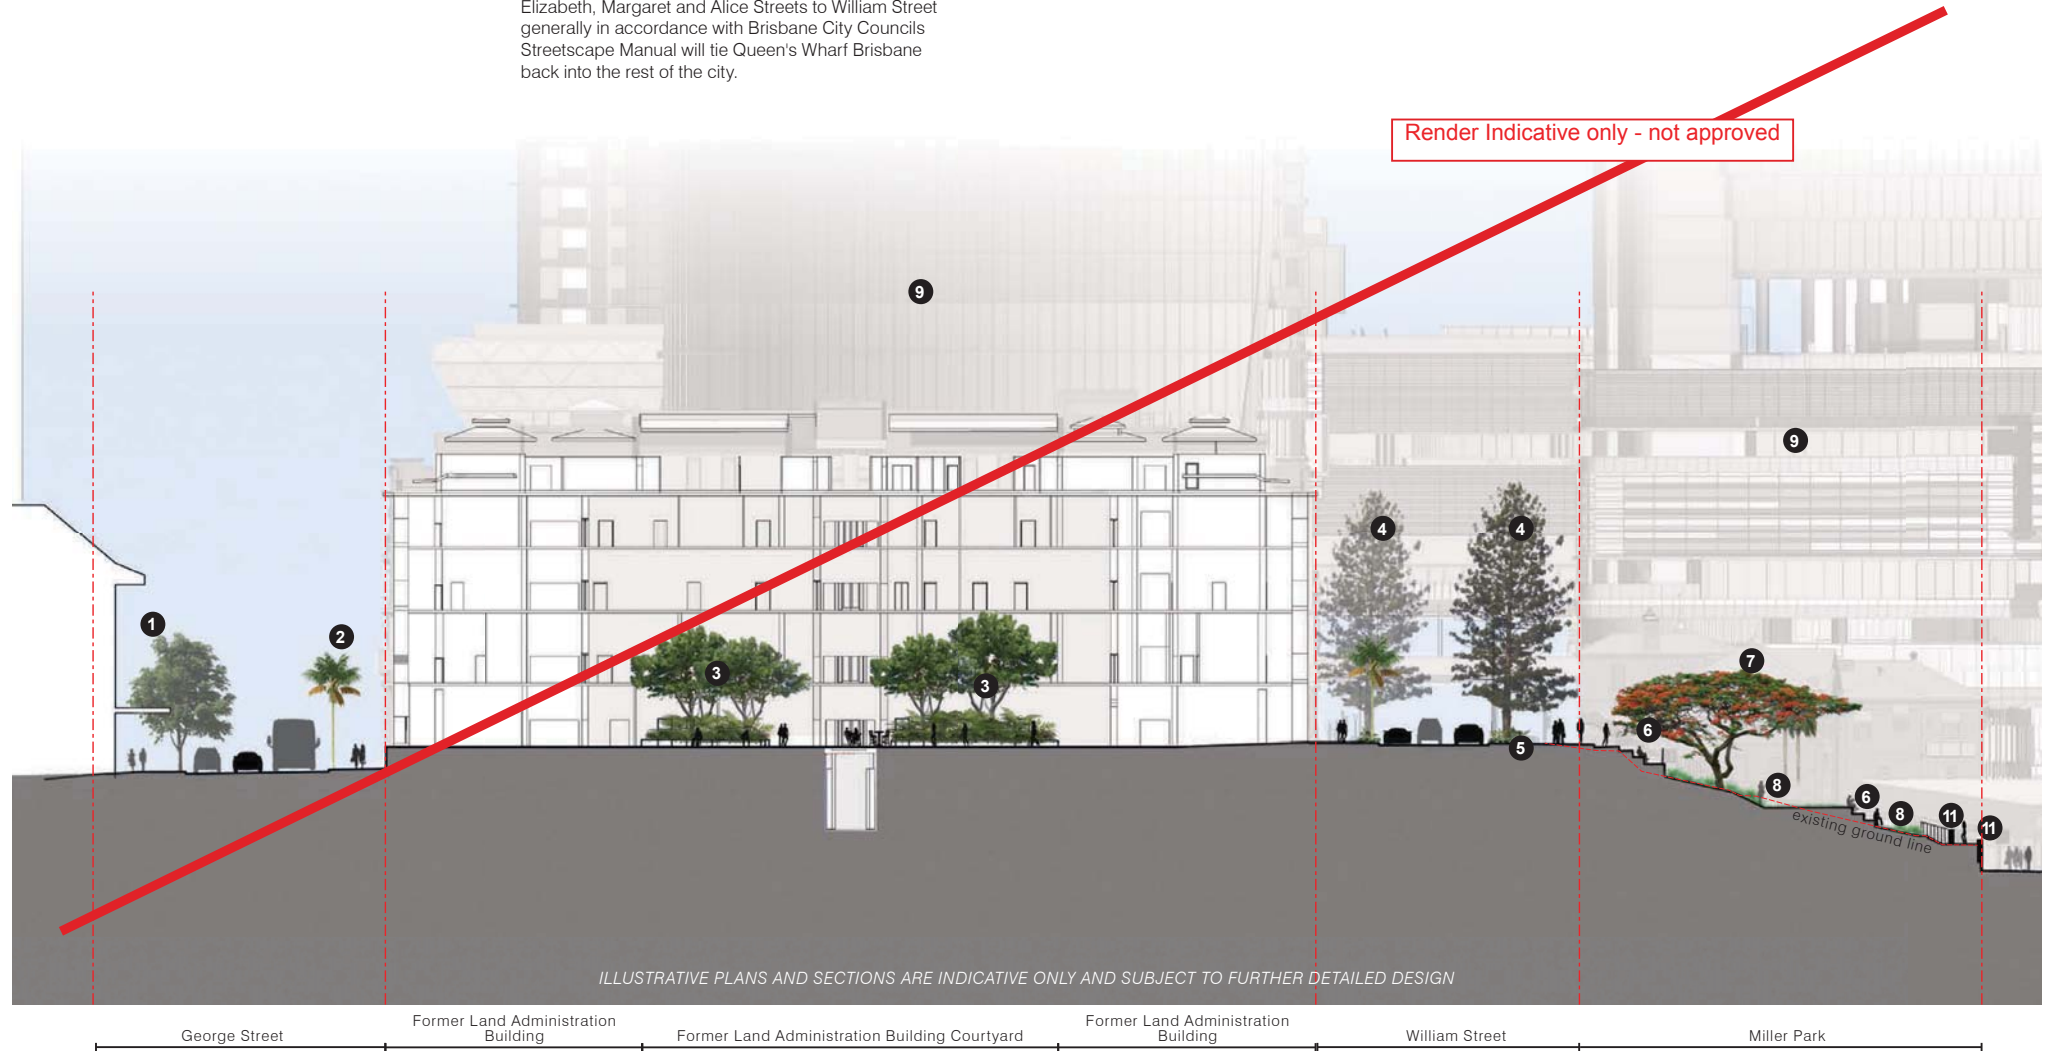 Elizabeth, Margaret and Alice Streets to William Street
generally in accordance with Brisbane City Councils
Streetscape Manual will tie Queen's Wharf Brisbane
back into the rest of the city.
Render Indicative only - not approved
9
9
4
4
1
2
3
3
7
6
5
8
6
8
11
11
existing ground line
ILLUSTRATIVE PLANS AND SECTIONS ARE INDICATIVE ONLY AND SUBJECT TO FURTHER DETAILED DESIGN
George Street
Former Land Administration
Building
Former Land Administration Building Courtyard
Former Land Administration
Building
William Street
Miller Park